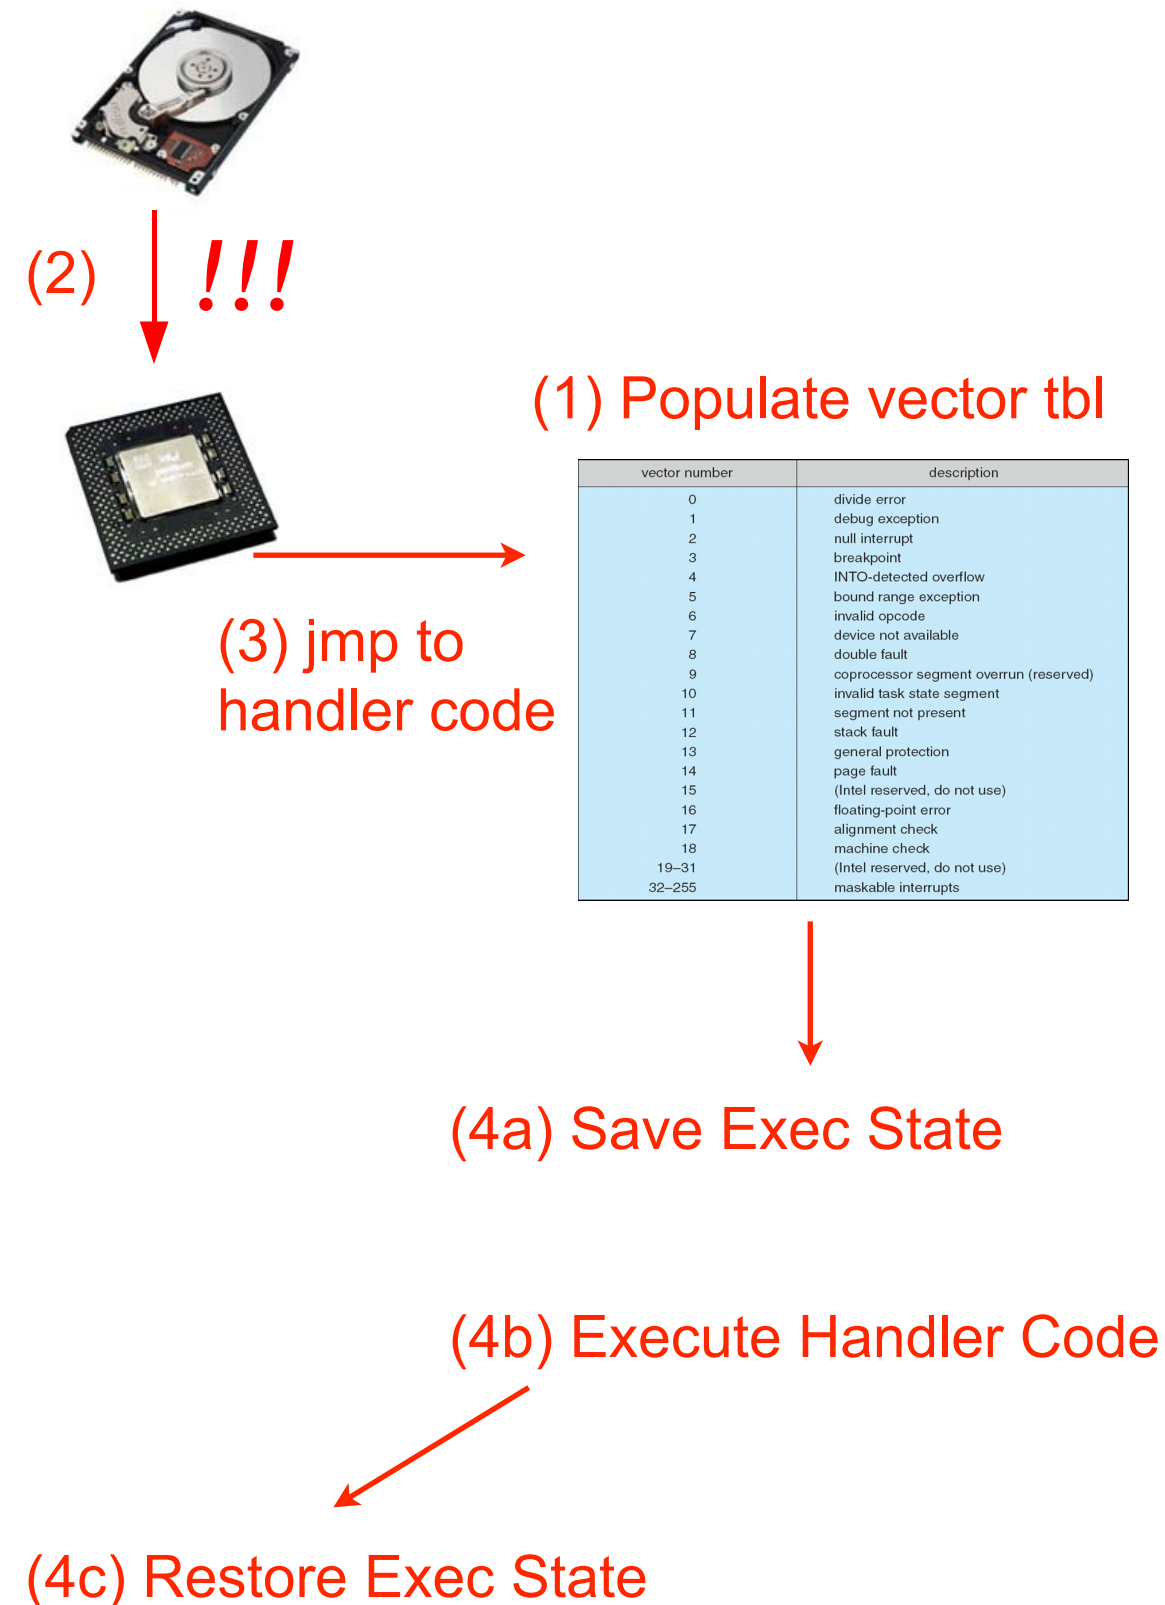 (2) !!!
(1) Populate vector tbl
vector number description
0 divide error
1 debug exception
2 null interrupt
3 breakpoint
4 INTO-detected overflow
5 bound range exception
6 invalid opcode
7 device not available
8 double fault
9 coprocessor segment overrun (reserved)
10 invalid task state segment
11 segment not present
12 stack fault
13 general protection
14 page fault
15 (Intel reserved, do not use)
16 floating-point error
17 alignment check
18 machine check
19–31 (Intel reserved, do not use)
32–255 maskable interrupts
(3) jmp to
handler code
(4a) Save Exec State
(4b) Execute Handler Code
(4c) Restore Exec State